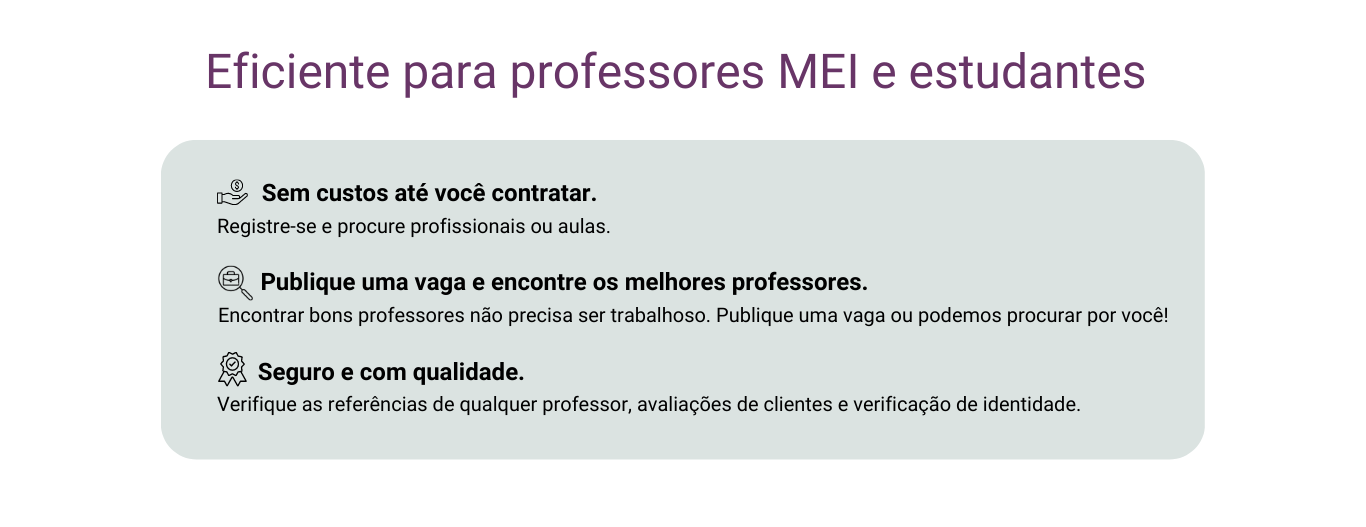 Eficiente para professores MEI e estudantes
Sem custos até você contratar.
Registre-se e procure profissionais ou aulas.
Publique uma vaga e encontre os melhores professores.
Encontrar bons professores não precisa ser trabalhoso. Publique uma vaga ou podemos procurar por você!
Seguro e com qualidade.
Verifique as referências de qualquer professor, avaliações de clientes e verificação de identidade.